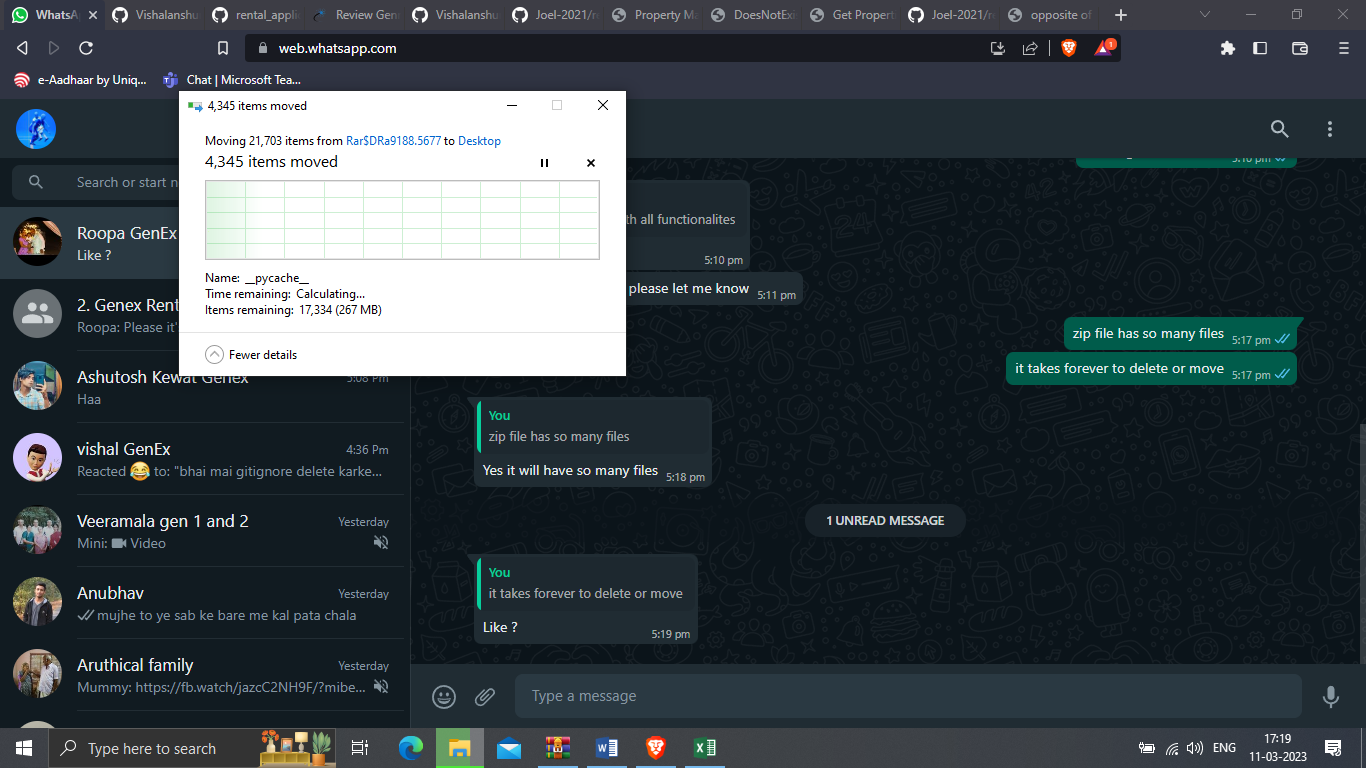 WhatsA
Vishalanshu
rental_appli
Review Gen
Vishalanshu
Joel-2021/re
Property Ma
DoesNotExi
Get Propert
Joel-2021/re
opposite of
web.whatsapp.com
1
e-Aadhaar by Uniq...
Chat | Microsoft Tea...
4,345 items moved
Moving 21,703 items from Rar$DRa9188.5677 to Desktop
4,345 items moved
Name: __pycache__
Time remaining: Calculating...
Items remaining: 17,334 (267 MB)
Fewer details
Search or start n
Roopa GenEx
Like ?
2. Genex Rent
Roopa: Please it'
Ashutosh Kewat Genex
5:08 pm
Haa
vishal GenEx
4:36 Pm
Reacted 😂 to: "bhai mai gitignore delete karke...
Veeramala gen 1 and 2
Yesterday
Mini: Video
Anubhav
Yesterday
mujhe to ye sab ke bare me kal pata chala
Aruthical family
Yesterday
Mummy: https://fb.watch/jazcC2NH9F/?mibe...
5:10 pm
th all functionalites
5:10 pm
please let me know
5:11 pm
zip file has so many files
5:17 pm
it takes forever to delete or move
5:17 pm
You
zip file has so many files
Yes it will have so many files
5:18 pm
1 UNREAD MESSAGE
You
it takes forever to delete or move
Like ?
5:19 pm
Type a message
Type here to search
ENG
17:19
11-03-2023